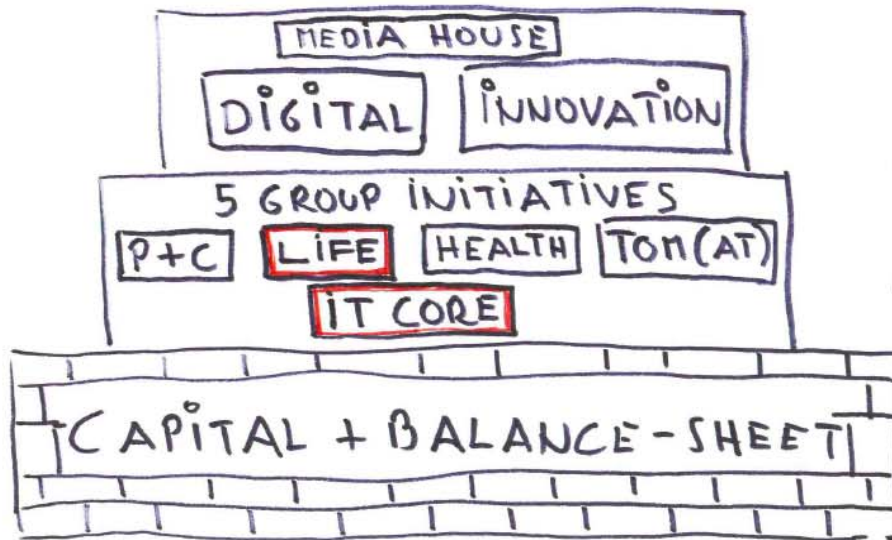 MEDIA HOUSE
DIGITAL INNOVATION
5 GROUP INITIATIVES
P+C LIFE HEALTH TOM(AT)
IT CORE
CAPITAL + BALANCE-SHEET